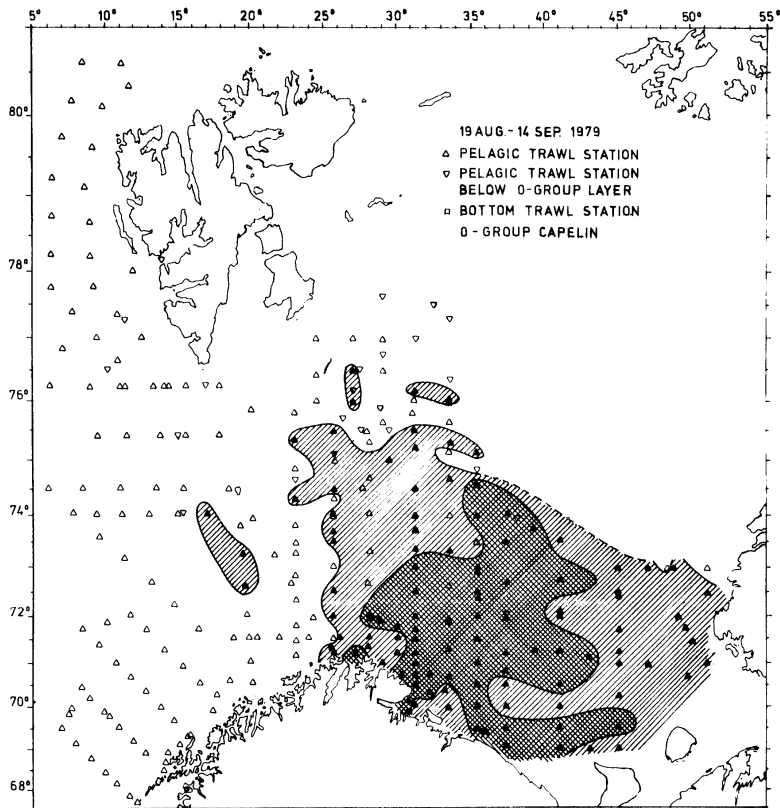 5° 10° 15° 20° 25° 30° 35° 40° 45° 50° 55°
80°
19 AUG. - 14 SEP. 1979
△ PELAGIC TRAWL STATION
▽ PELAGIC TRAWL STATION
BELOW 0-GROUP LAYER
□ BOTTOM TRAWL STATION
0 - GROUP CAPELIN
78°
76°
74°
72°
70°
68°